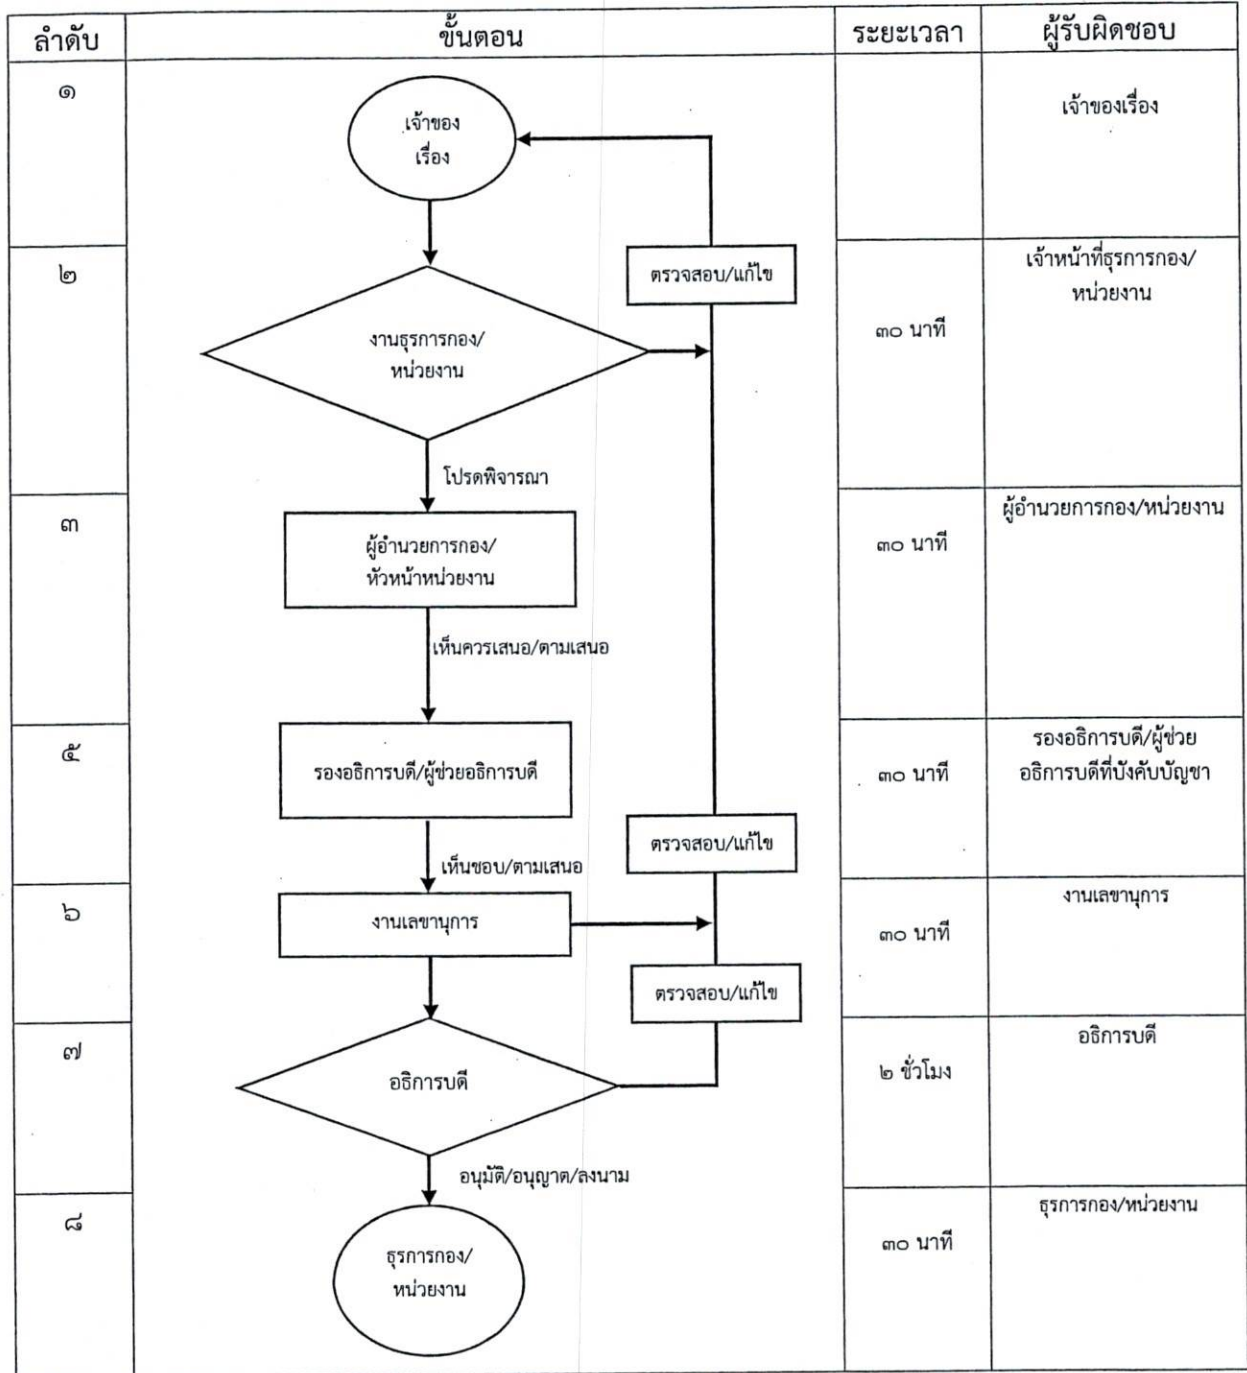 ลำดับ
ขั้นตอน
ระยะเวลา
ผู้รับผิดชอบ
๑
เจ้าของ
เรื่อง
เจ้าของเรื่อง
๒
ตรวจสอบ/แก้ไข
งานธุรการกอง/
หน่วยงาน
๓๐ นาที
เจ้าหน้าที่ธุรการกอง/
หน่วยงาน
โปรดพิจารณา
๓
ผู้อำนวยการกอง/
หัวหน้าหน่วยงาน
๓๐ นาที
ผู้อำนวยการกอง/หน่วยงาน
เห็นควรเสนอ/ตามเสนอ
๕
รองอธิการบดี/ผู้ช่วยอธิการบดี
๓๐ นาที
รองอธิการบดี/ผู้ช่วย
อธิการบดีที่บังคับบัญชา
ตรวจสอบ/แก้ไข
เห็นชอบ/ตามเสนอ
๖
งานเลขานุการ
๓๐ นาที
งานเลขานุการ
ตรวจสอบ/แก้ไข
๗
อธิการบดี
๒ ชั่วโมง
อธิการบดี
อนุมัติ/อนุญาต/ลงนาม
๘
ธุรการกอง/
หน่วยงาน
๓๐ นาที
ธุรการกอง/หน่วยงาน